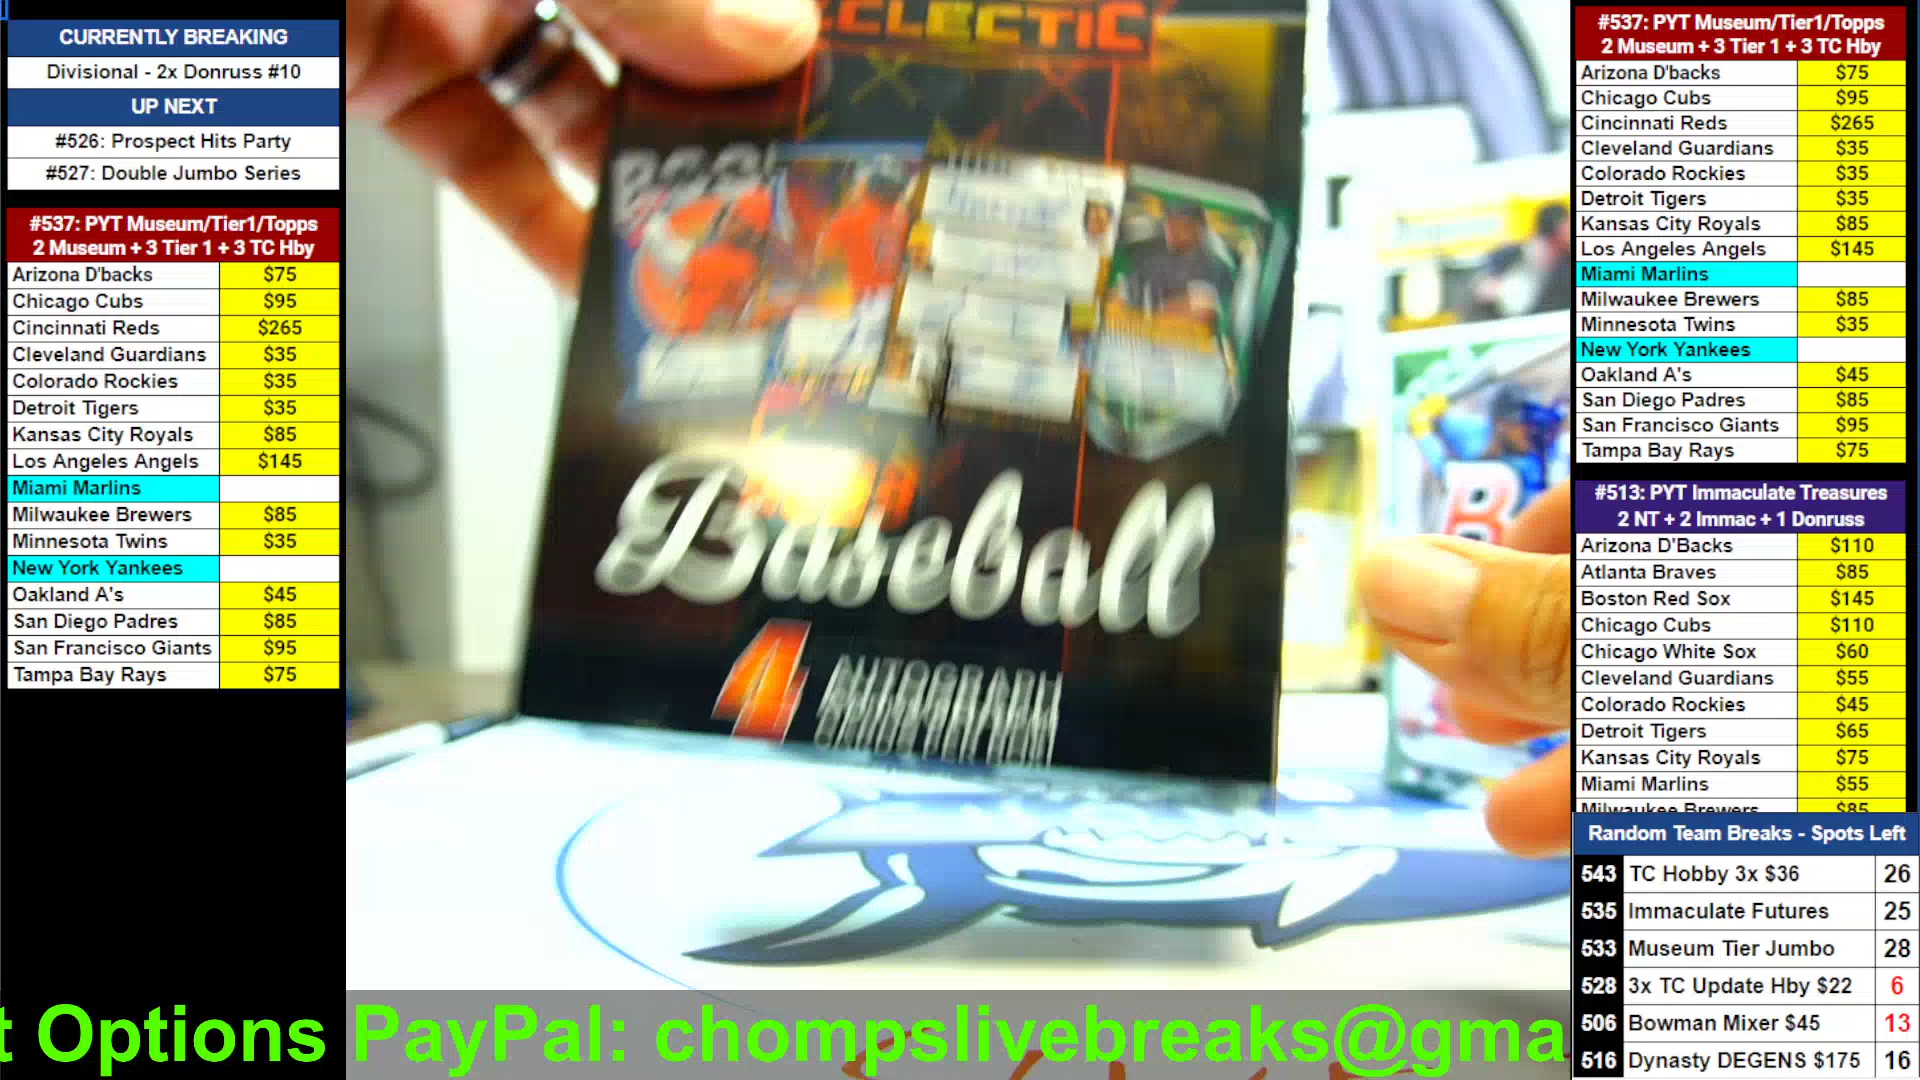 CURRENTLY BREAKING
Divisional - 2x Donruss #10
UP NEXT
#526: Prospect Hits Party
#527: Double Jumbo Series
#537: PYT Museum/Tier1/Topps
2 Museum + 3 Tier 1 + 3 TC Hby
Arizona D'backs $75
Chicago Cubs $95
Cincinnati Reds $265
Cleveland Guardians $35
Colorado Rockies $35
Detroit Tigers $35
Kansas City Royals $85
Los Angeles Angels $145
Miami Marlins
Milwaukee Brewers $85
Minnesota Twins $35
New York Yankees
Oakland A's $45
San Diego Padres $85
San Francisco Giants $95
Tampa Bay Rays $75
ECLECTIC
Baseball
4 AUTOGRAPH
CARDS PER BOX
#537: PYT Museum/Tier1/Topps
2 Museum + 3 Tier 1 + 3 TC Hby
Arizona D'backs $75
Chicago Cubs $95
Cincinnati Reds $265
Cleveland Guardians $35
Colorado Rockies $35
Detroit Tigers $35
Kansas City Royals $85
Los Angeles Angels $145
Miami Marlins
Milwaukee Brewers $85
Minnesota Twins $35
New York Yankees
Oakland A's $45
San Diego Padres $85
San Francisco Giants $95
Tampa Bay Rays $75
#513: PYT Immaculate Treasures
2 NT + 2 Immac + 1 Donruss
Arizona D'Backs $110
Atlanta Braves $85
Boston Red Sox $145
Chicago Cubs $110
Chicago White Sox $60
Cleveland Guardians $55
Colorado Rockies $45
Detroit Tigers $65
Kansas City Royals $75
Miami Marlins $55
Milwaukee Brewers $85
Random Team Breaks - Spots Left
543 TC Hobby 3x $36 26
535 Immaculate Futures 25
533 Museum Tier Jumbo 28
528 3x TC Update Hby $22 6
506 Bowman Mixer $45 13
516 Dynasty DEGENS $175 16
t Options PayPal: chompslivebreaks@gma